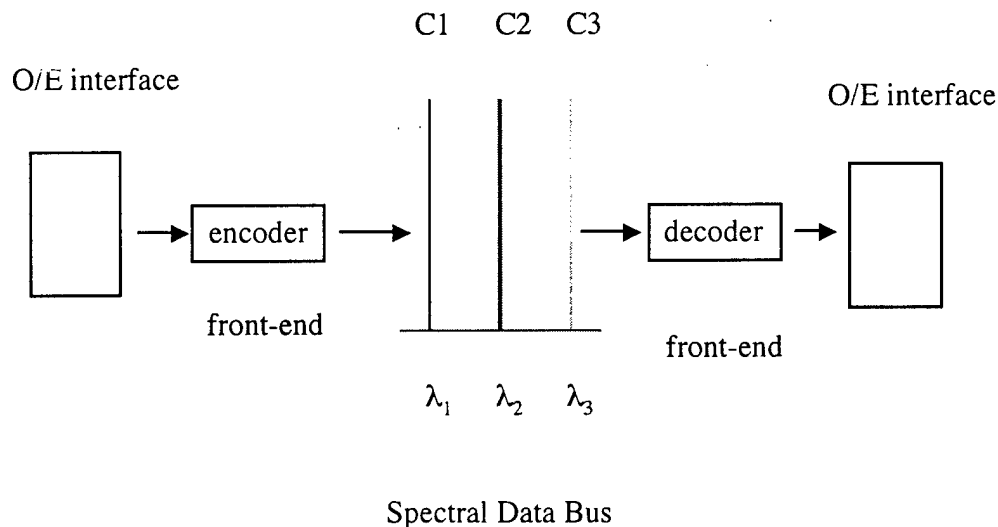 C1 C2 C3
O/E interface
O/E interface
encoder
decoder
front-end
front-end
λ1 λ2 λ3
Spectral Data Bus